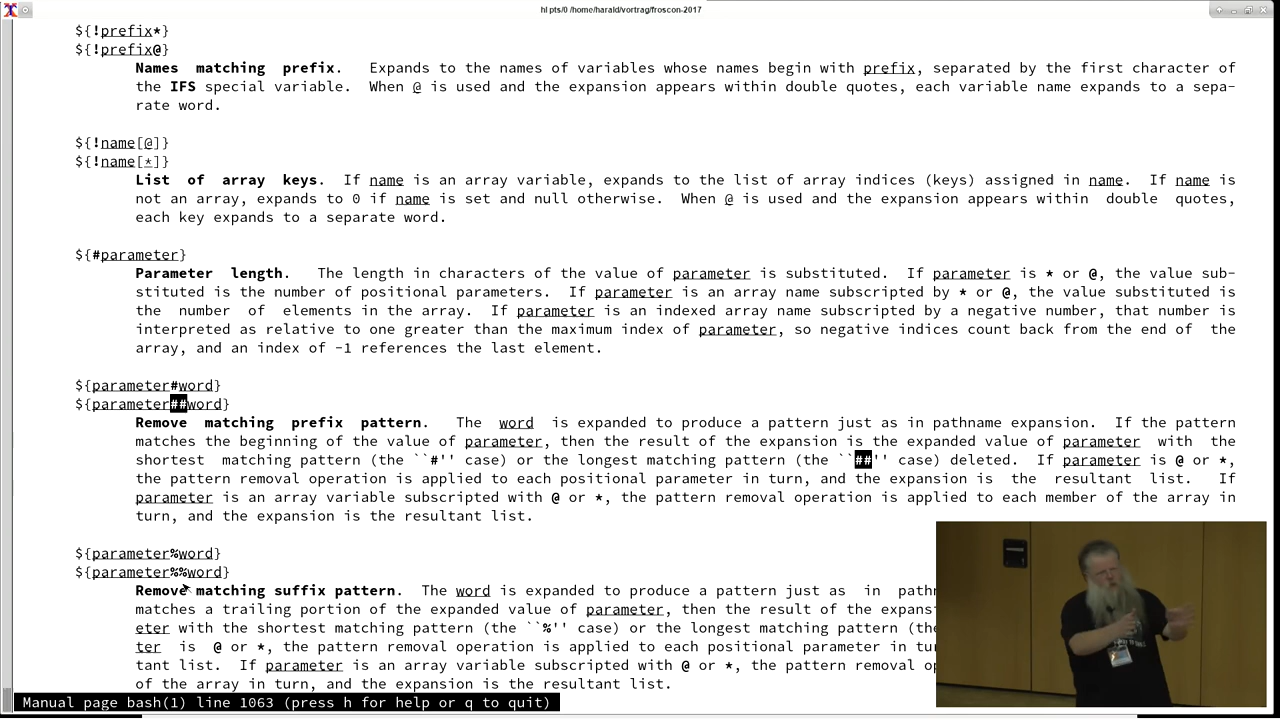 hl pts/0 /home/harald/vortrag/froscon-2017
${!prefix*}
${!prefix@}
Names matching prefix. Expands to the names of variables whose names begin with prefix, separated by the first character of
the IFS special variable. When @ is used and the expansion appears within double quotes, each variable name expands to a sepa-
rate word.
${!name[@]}
${!name[*]}
List of array keys. If name is an array variable, expands to the list of array indices (keys) assigned in name. If name is
not an array, expands to 0 if name is set and null otherwise. When @ is used and the expansion appears within double quotes,
each key expands to a separate word.
${#parameter}
Parameter length. The length in characters of the value of parameter is substituted. If parameter is * or @, the value sub-
stituted is the number of positional parameters. If parameter is an array name subscripted by * or @, the value substituted is
the number of elements in the array. If parameter is an indexed array name subscripted by a negative number, that number is
interpreted as relative to one greater than the maximum index of parameter, so negative indices count back from the end of the
array, and an index of -1 references the last element.
${parameter#word}
${parameter##word}
Remove matching prefix pattern. The word is expanded to produce a pattern just as in pathname expansion. If the pattern
matches the beginning of the value of parameter, then the result of the expansion is the expanded value of parameter with the
shortest matching pattern (the ``#'' case) or the longest matching pattern (the ``##'' case) deleted. If parameter is @ or *,
the pattern removal operation is applied to each positional parameter in turn, and the expansion is the resultant list. If
parameter is an array variable subscripted with @ or *, the pattern removal operation is applied to each member of the array in
turn, and the expansion is the resultant list.
${parameter%word}
${parameter%%word}
Remove matching suffix pattern. The word is expanded to produce a pattern just as in pathn
matches a trailing portion of the expanded value of parameter, then the result of the expans
eter with the shortest matching pattern (the ``%'' case) or the longest matching pattern (the
ter is @ or *, the pattern removal operation is applied to each positional parameter in tur
tant list. If parameter is an array variable subscripted with @ or *, the pattern removal op
of the array in turn, and the expansion is the resultant list.
Manual page bash(1) line 1063 (press h for help or q to quit)